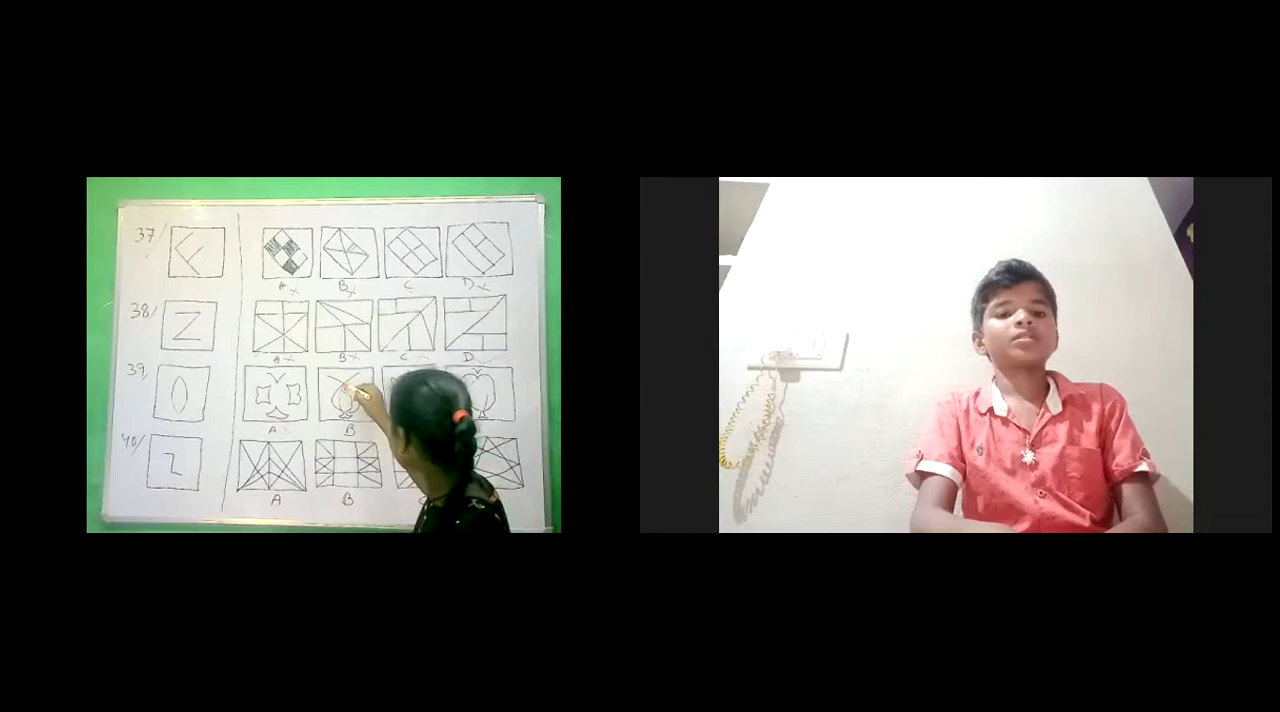 37/
A × B × C D ×
38/
A × B × C × D ✓
39,
A × B
40/
A B